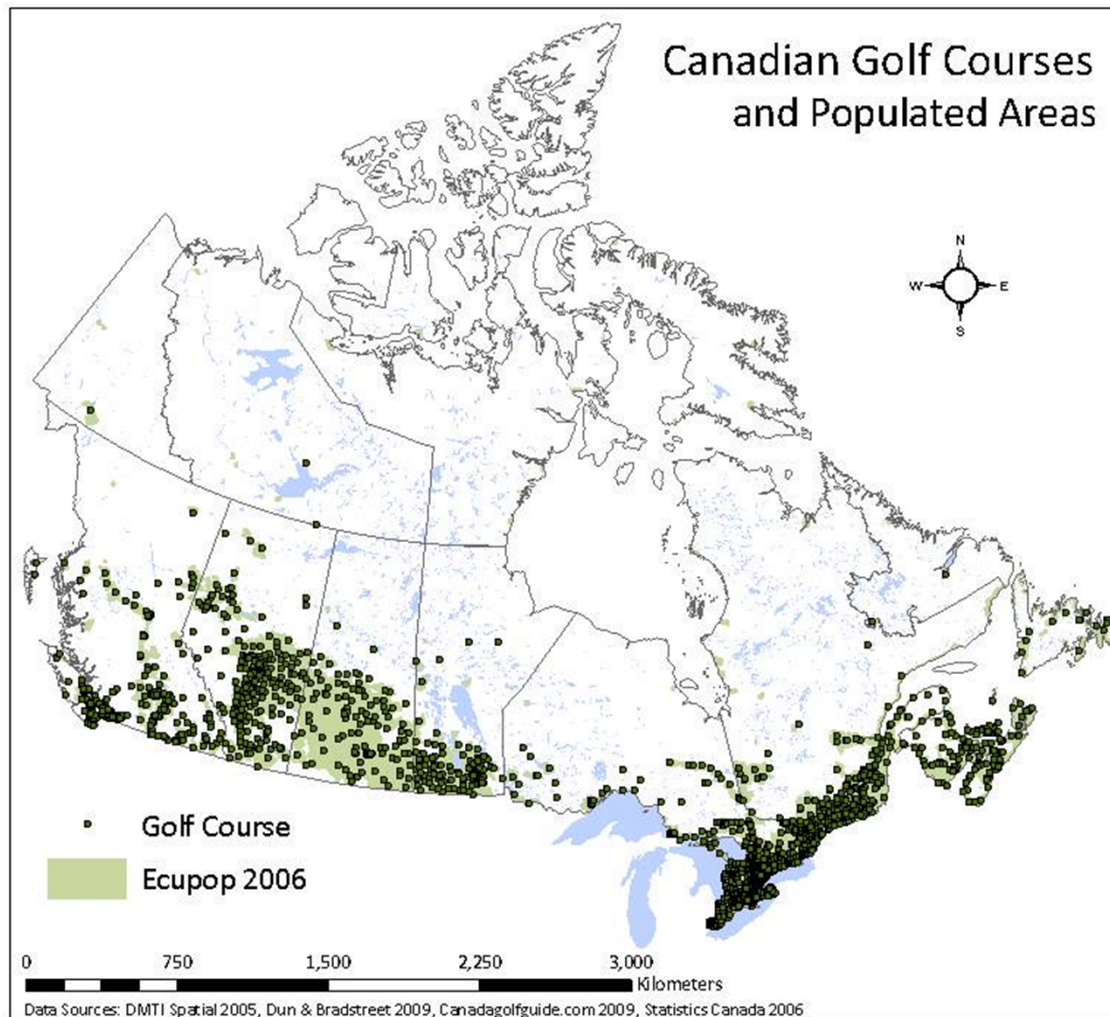 Canadian Golf Courses
and Populated Areas
N
W E
S
Golf Course
Ecupop 2006
0 750 1,500 2,250 3,000
Kilometers
Data Sources: DMTI Spatial 2005, Dun & Bradstreet 2009, Canadagolfguide.com 2009, Statistics Canada 2006